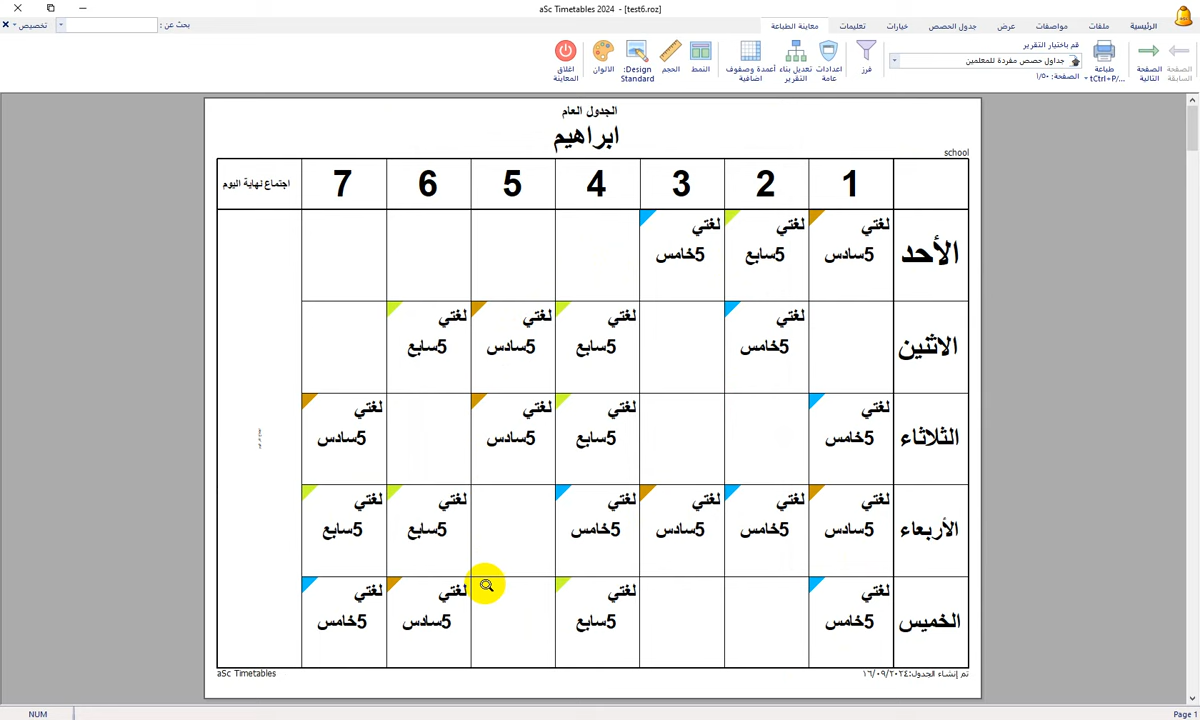 aSc Timetables 2024 - [test6.roz]
الرئيسية
ملفات
مواصفات
عرض
جدول الحصص
خيارات
تعليمات
معاينة الطباعة
بحث عن :
تخصيص
الصفحة السابقة
الصفحة التالية
طباعة
tCtrl+P/...
قم باختيار التقرير
جداول حصص مفردة للمعلمين
الصفحة: ١/٥٠
فرز
اعدادات عامة
تعديل بناء التقرير
أعمدة وصفوف اضافية
النمط
الحجم
Design: Standard
الالوان
اغلاق المعاينة
الجدول العام
ابراهيم
school
1 2 3 4 5 6 7 اجتماع نهاية اليوم
الأحد
لغتي لغتي لغتي
5سادس 5سابع 5خامس
الاثنين
لغتي لغتي لغتي لغتي
5خامس 5سابع 5سادس 5سابع
الثلاثاء
لغتي لغتي لغتي لغتي
5خامس 5سابع 5سادس 5سادس
الأربعاء
لغتي لغتي لغتي لغتي لغتي لغتي
5سادس 5خامس 5سادس 5خامس 5سابع 5سابع
الخميس
لغتي لغتي لغتي لغتي
5خامس 5سابع 5سادس 5خامس
تم إنشاء الجدول:١٦/٠٩/٢٠٢٤
aSc Timetables
NUM
Page 1